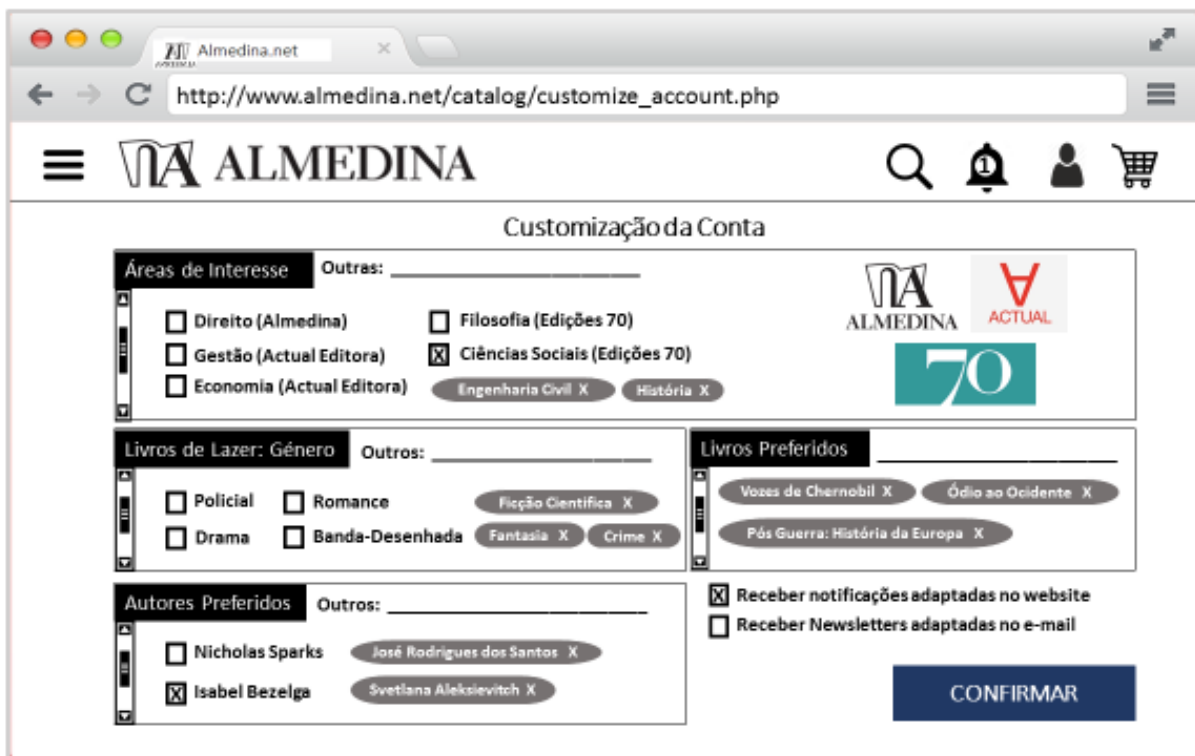 Almedina.net
http://www.almedina.net/catalog/customize_account.php
ALMEDINA
1
Customização da Conta
Áreas de Interesse
Outras:
Direito (Almedina)
Filosofia (Edições 70)
Gestão (Actual Editora)
Ciências Sociais (Edições 70)
Economia (Actual Editora)
Engenharia Civil X
História X
ALMEDINA
ACTUAL
70
Livros de Lazer: Género
Outros:
Policial
Romance
Ficção Cientifica X
Drama
Banda-Desenhada
Fantasia X
Crime X
Livros Preferidos
Vozes de Chernobil X
Ódio ao Ocidente X
Pós Guerra: História da Europa X
Autores Preferidos
Outros:
Nicholas Sparks
José Rodrigues dos Santos X
Isabel Bezelga
Svetlana Aleksievitch X
Receber notificações adaptadas no website
Receber Newsletters adaptadas no e-mail
CONFIRMAR